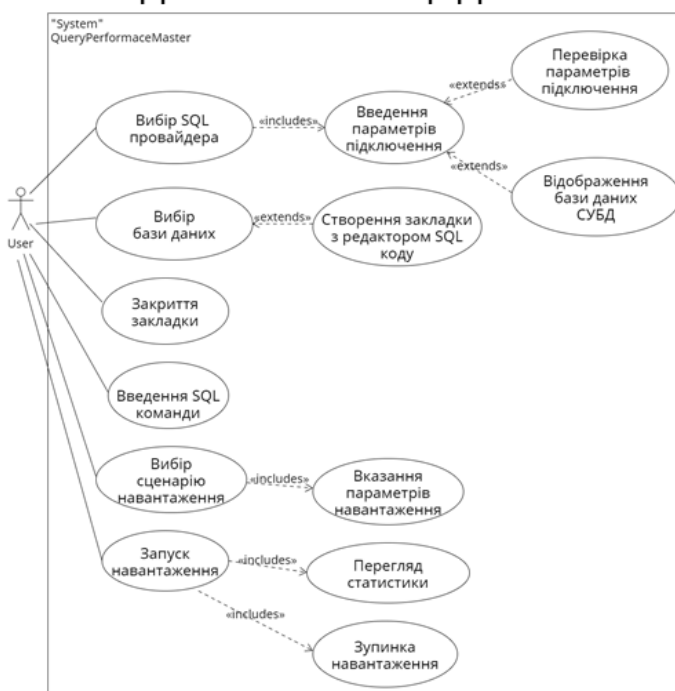 "System"
QueryPerformaceMaster
Перевірка
параметрів
підключення
«extends»
Вибір SQL
провайдера
«includes»
Введення
параметрів
підключення
«extends»
Відображення
бази даних
СУБД
User
Вибір
бази даних
«extends»
Створення закладки
з редактором SQL
коду
Закриття
закладки
Введення SQL
команди
Вибір
сценарію
навантаження
«includes»
Вказання
параметрів
навантаження
Запуск
навантаження
«includes»
Перегляд
статистики
«includes»
Зупинка
навантаження